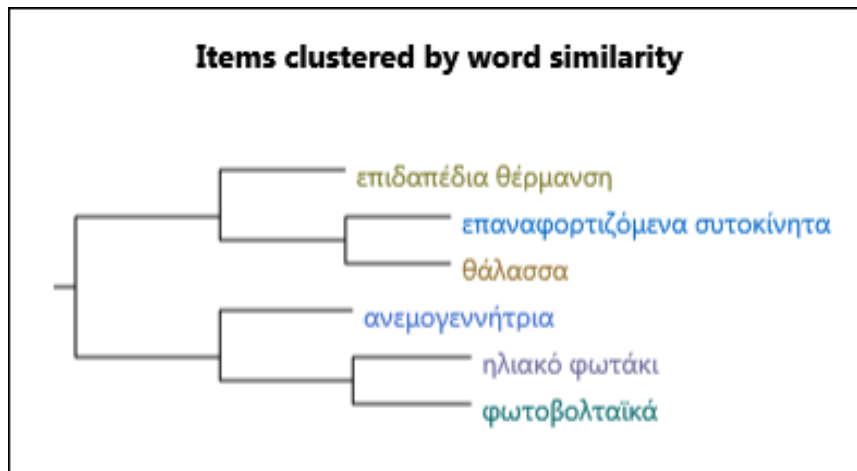 Items clustered by word similarity
επιδαπέδια θέρμανση
επαναφορτιζόμενα συτοκίνητα
θάλασσα
ανεμογεννήτρια
ηλιακό φωτάκι
φωτοβολταϊκά